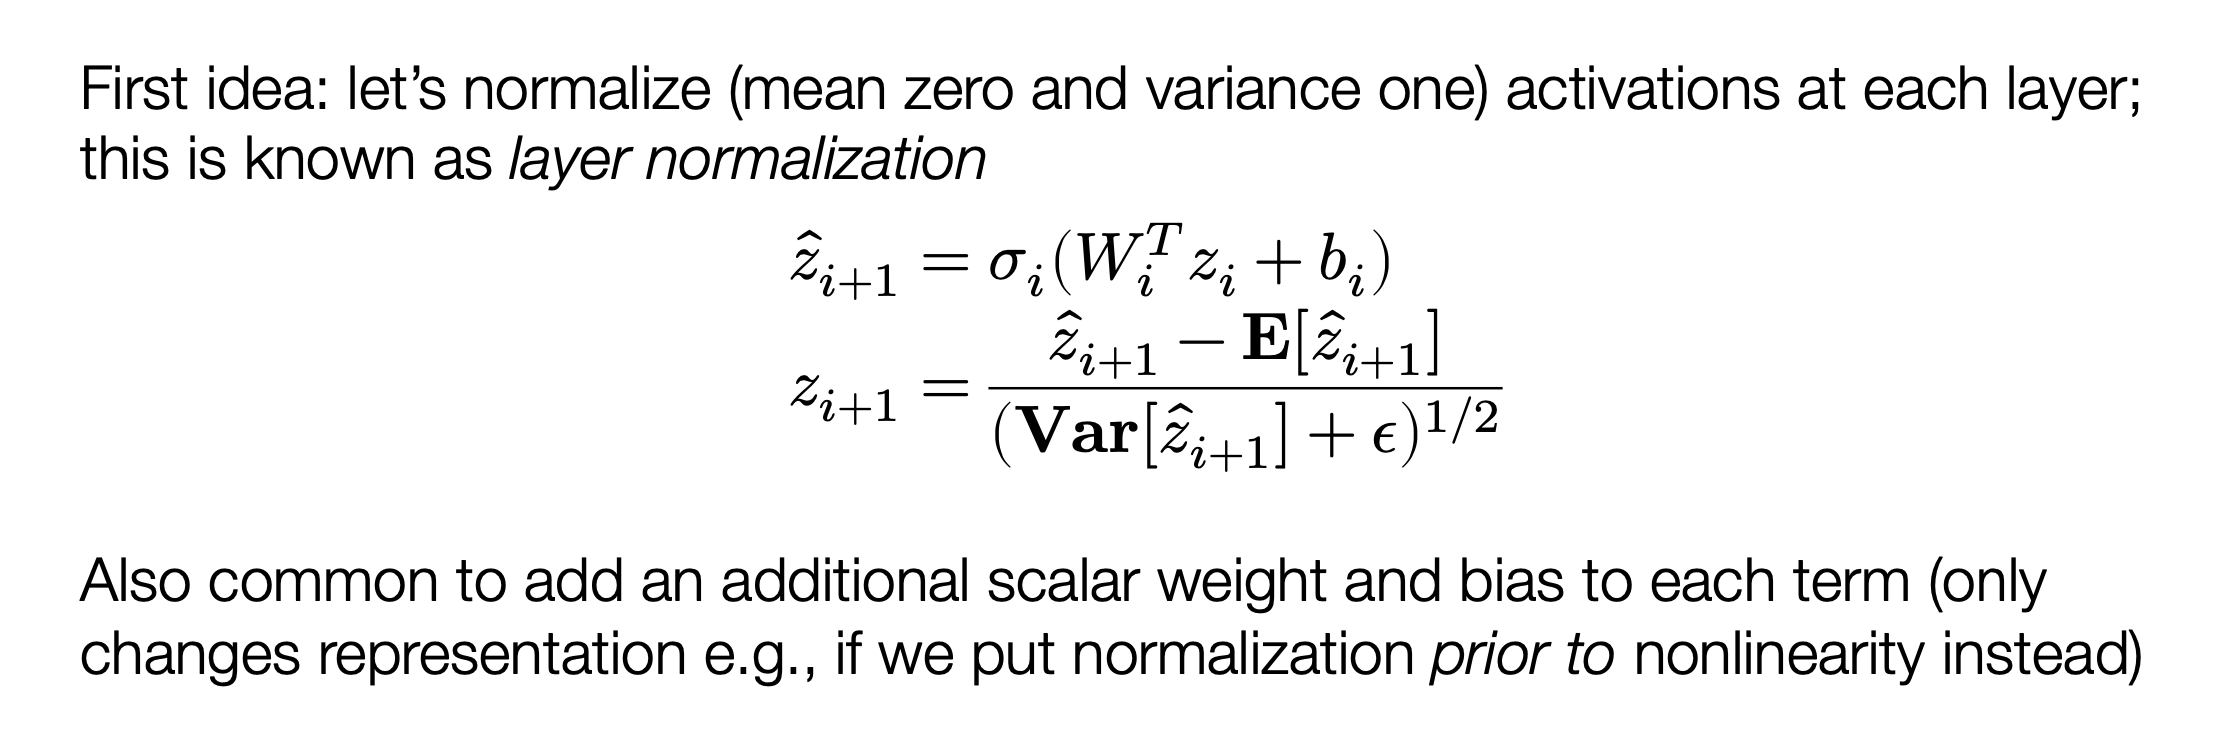 First idea: let’s normalize (mean zero and variance one) activations at each layer;
this is known as layer normalization
$\hat{z}_{i+1} = \sigma_i(W_i^T z_i + b_i)$
$z_{i+1} = \frac{\hat{z}_{i+1} - \mathbf{E}[\hat{z}_{i+1}]}{(\mathbf{Var}[\hat{z}_{i+1}] + \epsilon)^{1/2}}$
Also common to add an additional scalar weight and bias to each term (only
changes representation e.g., if we put normalization prior to nonlinearity instead)